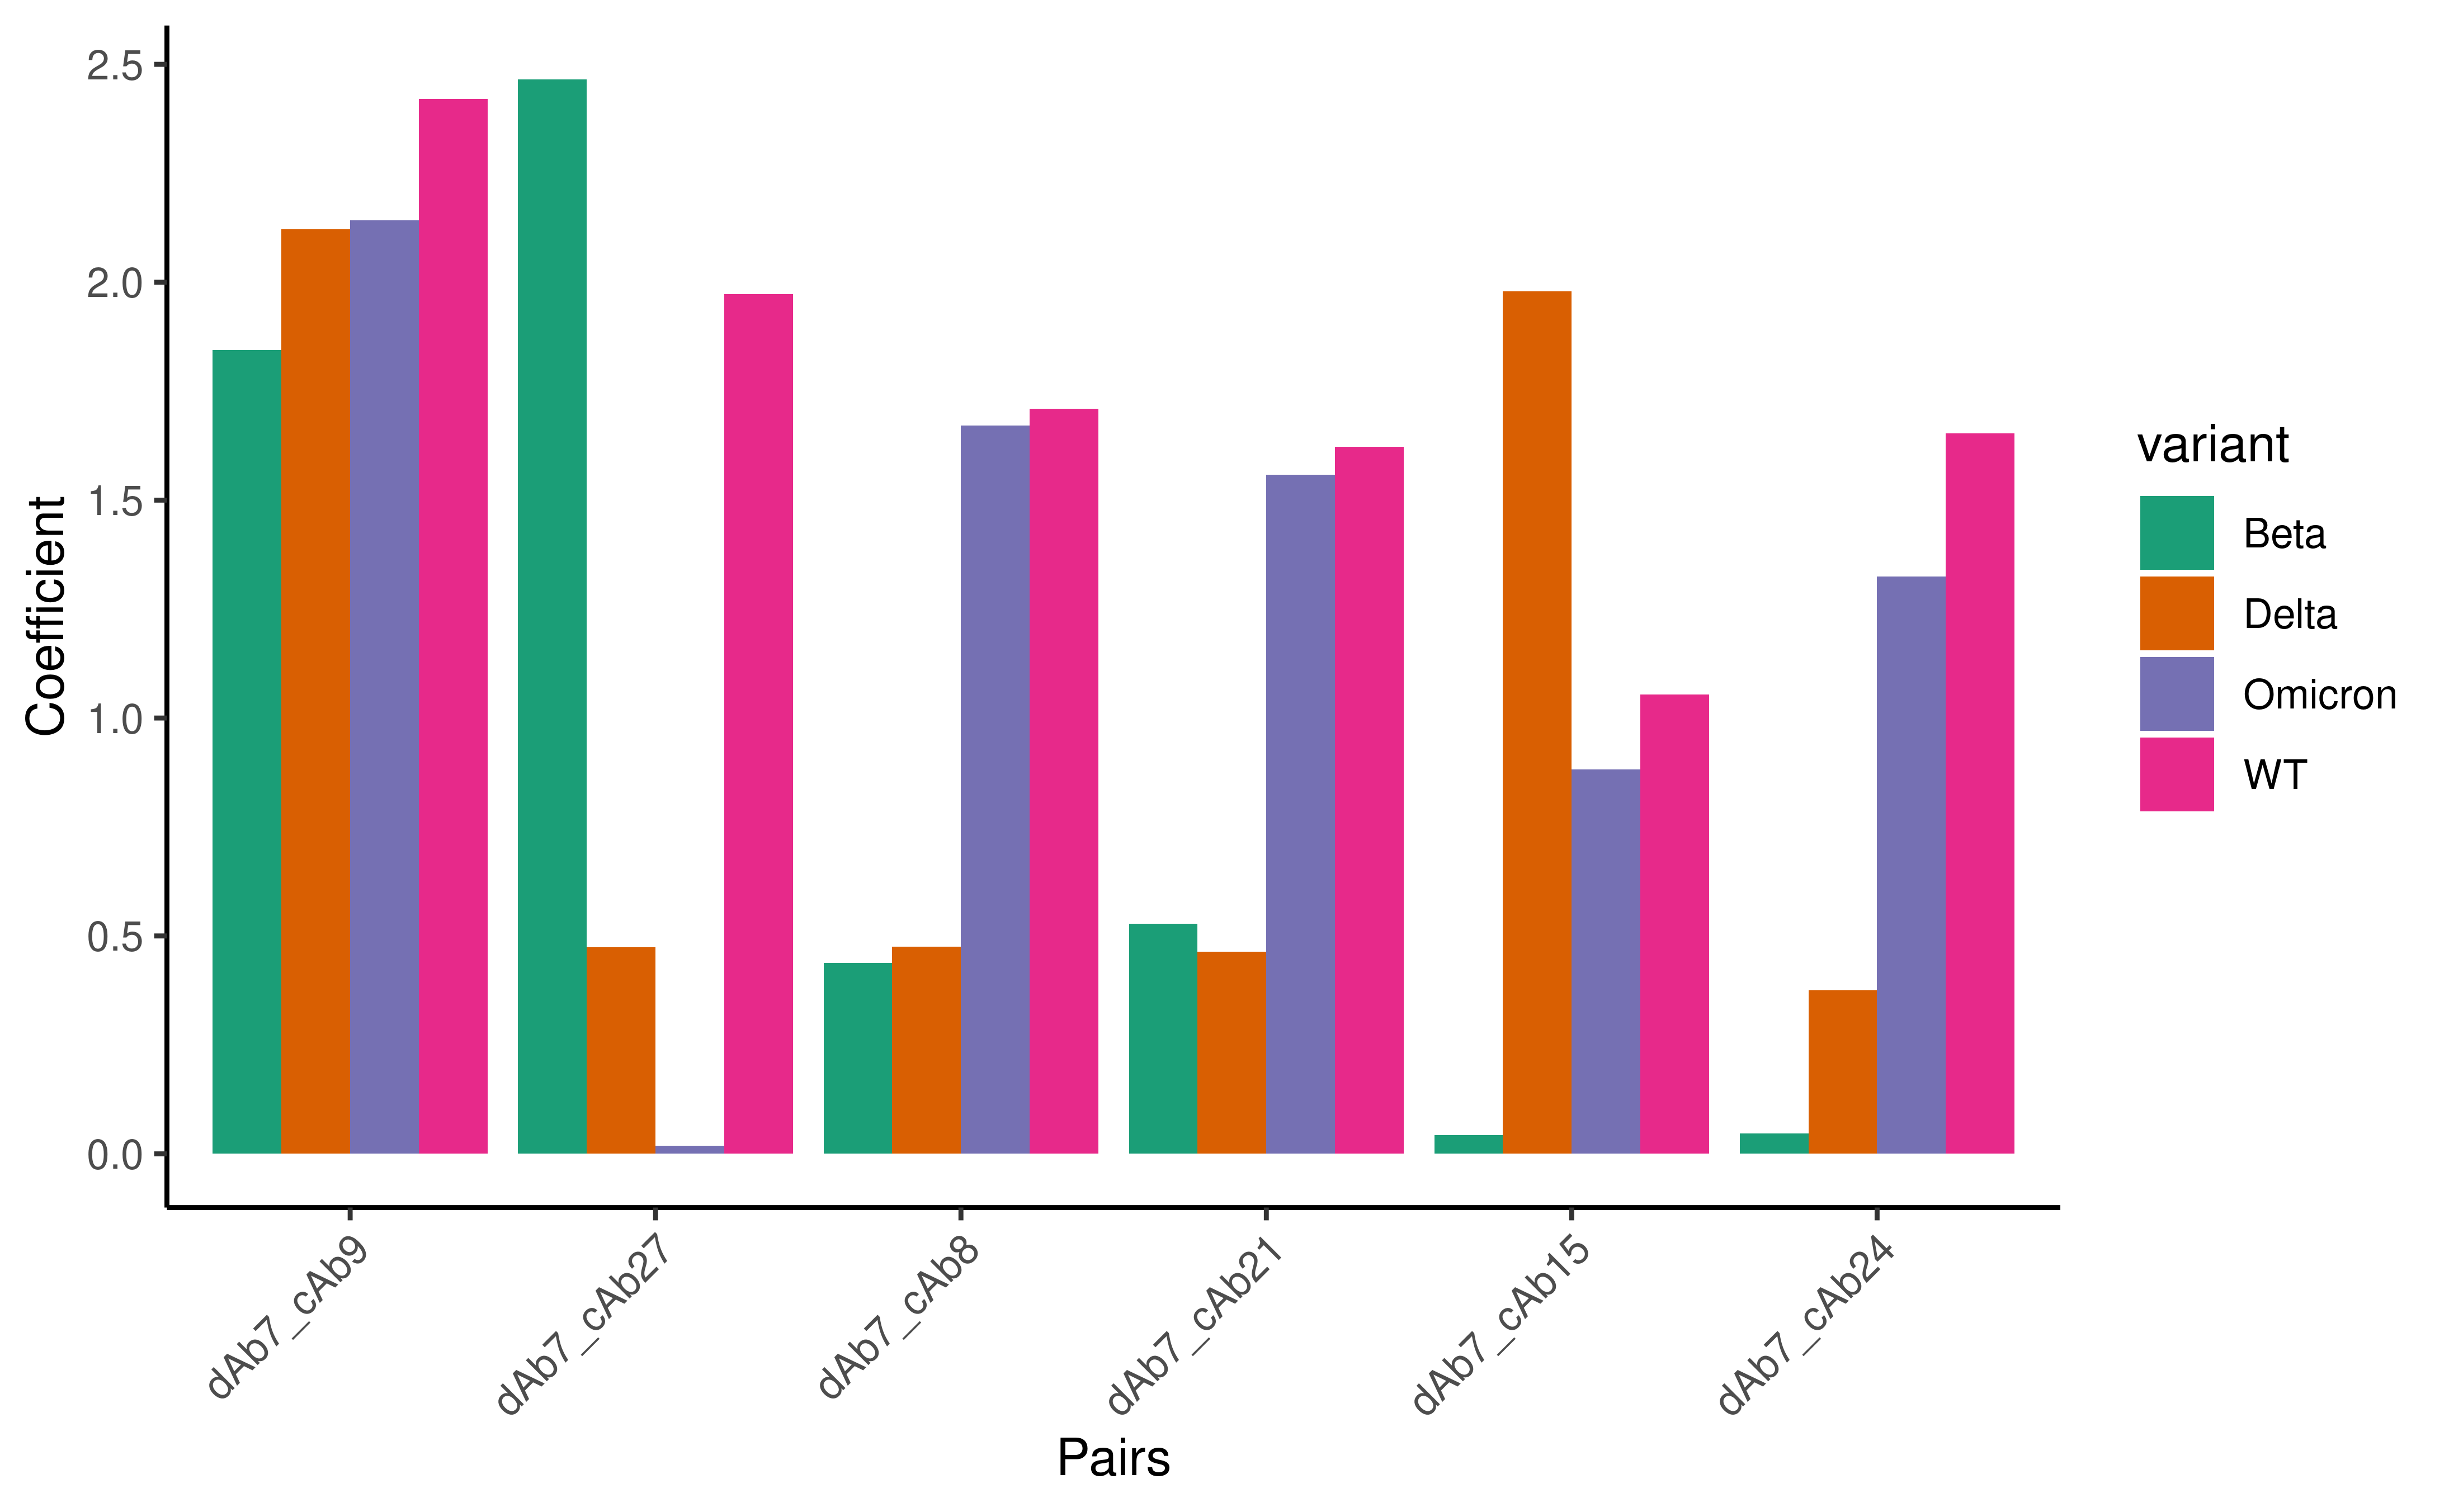 Coefficient
2.5
2.0
1.5
1.0
0.5
0.0
dAb7_cAb9
dAb7_cAb27
dAb7_cAb8
dAb7_cAb21
dAb7_cAb15
dAb7_cAb24
Pairs
variant
Beta
Delta
Omicron
WT